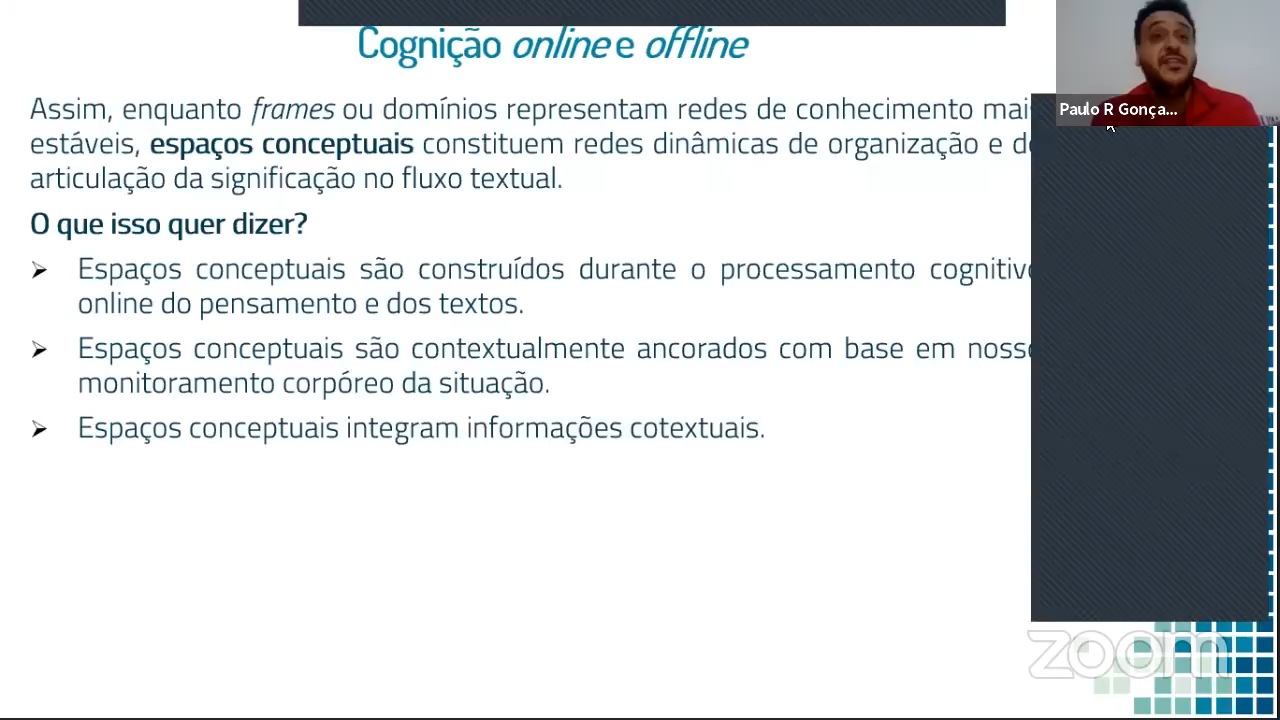 Cognição online e offline
Paulo R Gonça...
Assim, enquanto frames ou domínios representam redes de conhecimento mai
estáveis, espaços conceptuais constituem redes dinâmicas de organização e d
articulação da significação no fluxo textual.
O que isso quer dizer?
Espaços conceptuais são construídos durante o processamento cognitiv
online do pensamento e dos textos.
Espaços conceptuais são contextualmente ancorados com base em noss
monitoramento corpóreo da situação.
Espaços conceptuais integram informações cotextuais.
zoom